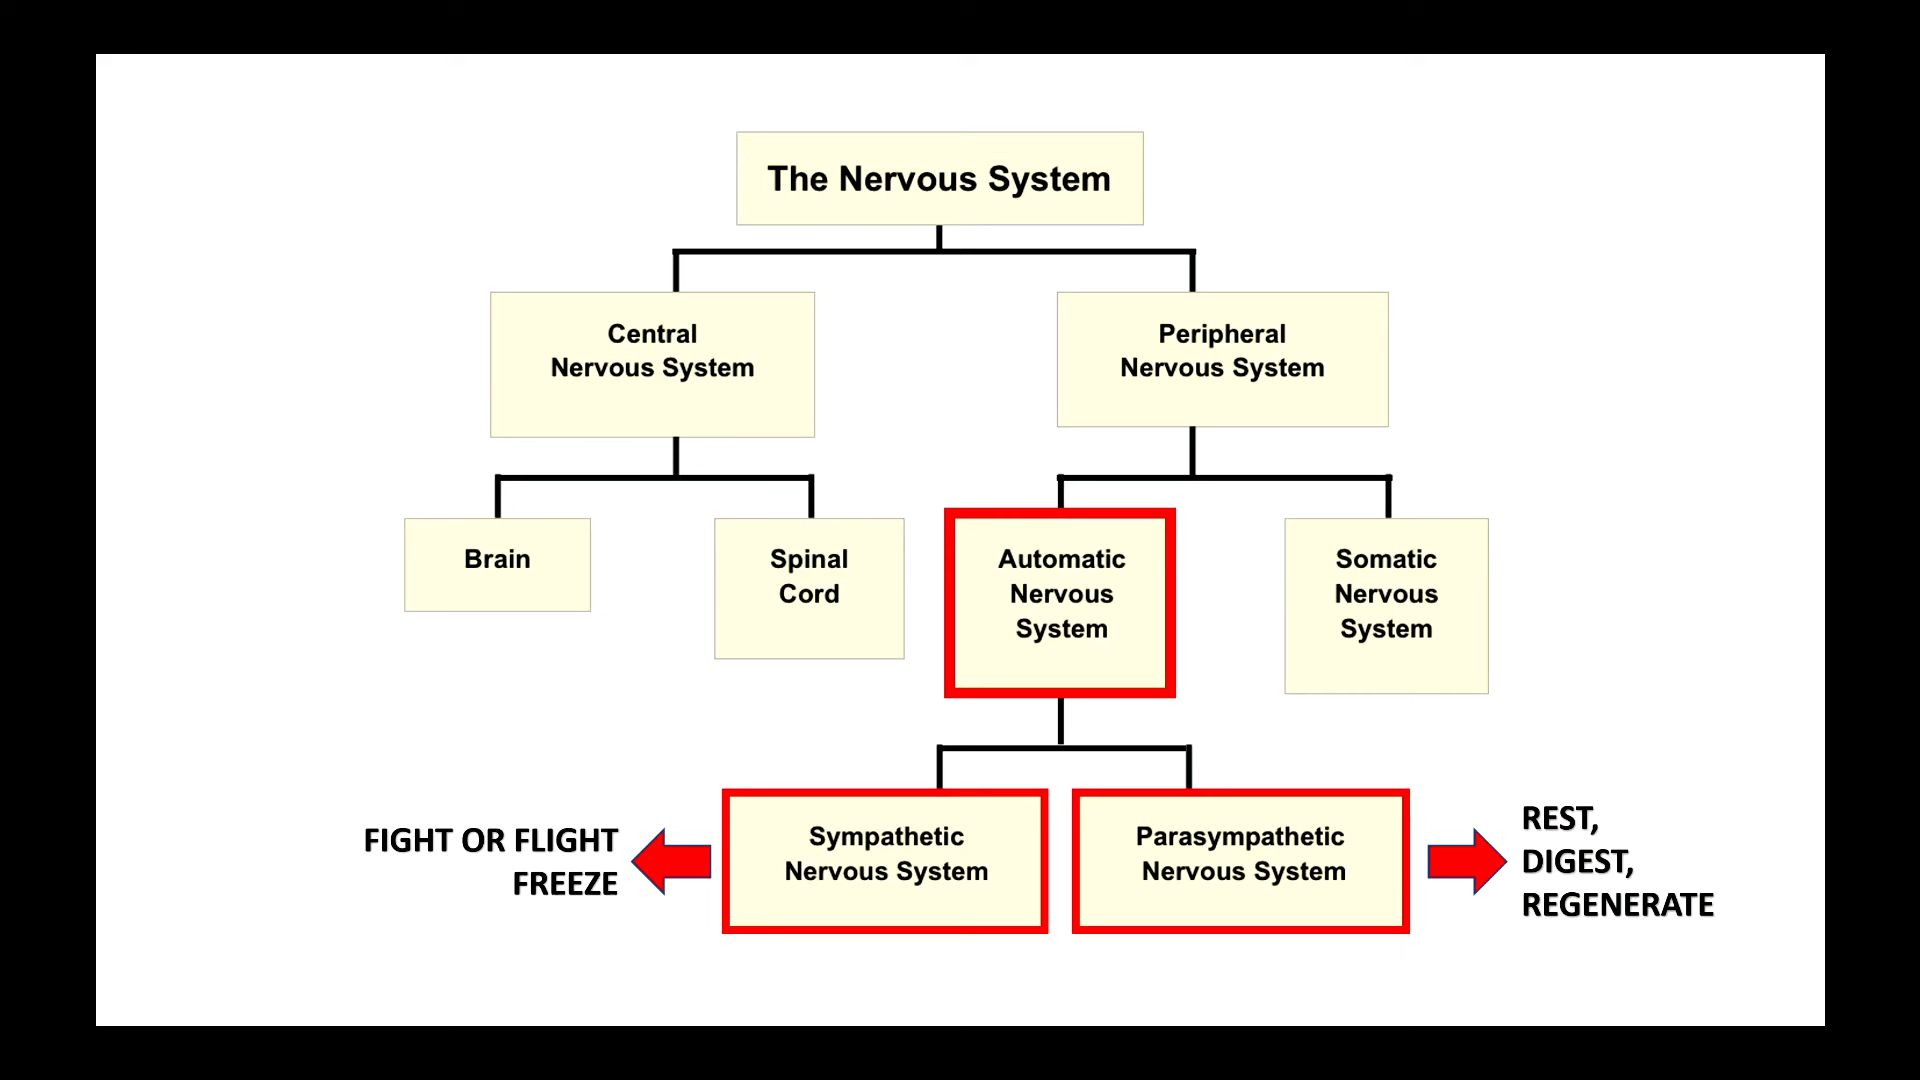 The Nervous System
Central
Nervous System
Peripheral
Nervous System
Brain
Spinal
Cord
Automatic
Nervous
System
Somatic
Nervous
System
FIGHT OR FLIGHT
FREEZE
Sympathetic
Nervous System
Parasympathetic
Nervous System
REST,
DIGEST,
REGENERATE